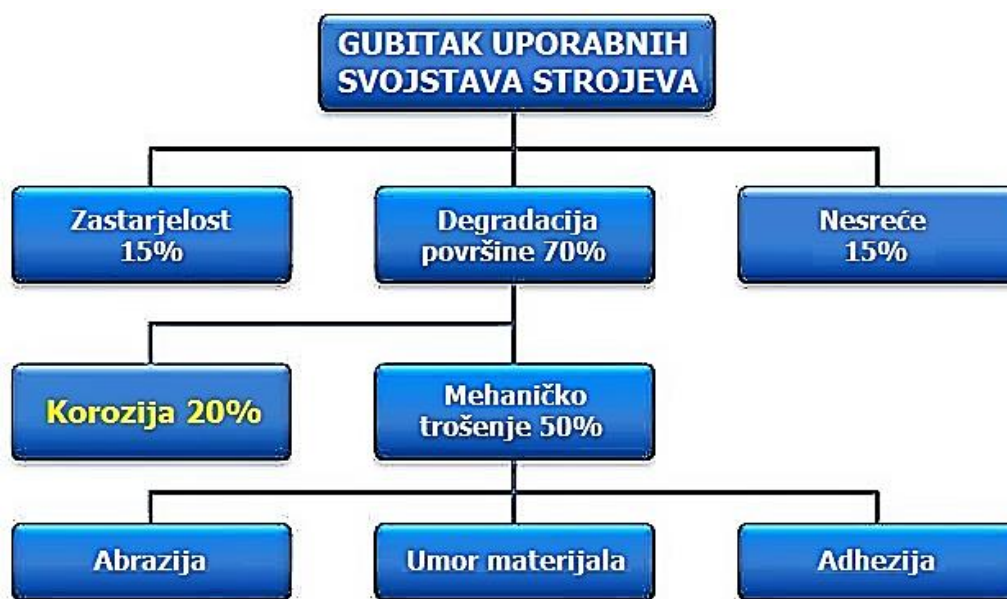 GUBITAK UPORABNIH
SVOJSTAVA STROJEVA
Zastarjelost
15%
Degradacija
površine 70%
Nesreće
15%
Korozija 20%
Mehaničko
trošenje 50%
Abrazija
Umor materijala
Adhezija